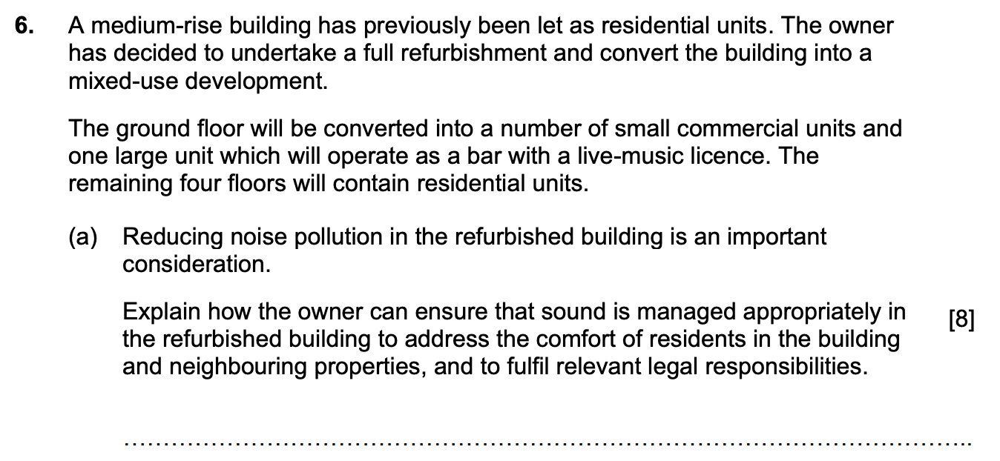 6. A medium-rise building has previously been let as residential units. The owner
has decided to undertake a full refurbishment and convert the building into a
mixed-use development.
The ground floor will be converted into a number of small commercial units and
one large unit which will operate as a bar with a live-music licence. The
remaining four floors will contain residential units.
(a) Reducing noise pollution in the refurbished building is an important
consideration.
Explain how the owner can ensure that sound is managed appropriately in [8]
the refurbished building to address the comfort of residents in the building
and neighbouring properties, and to fulfil relevant legal responsibilities.